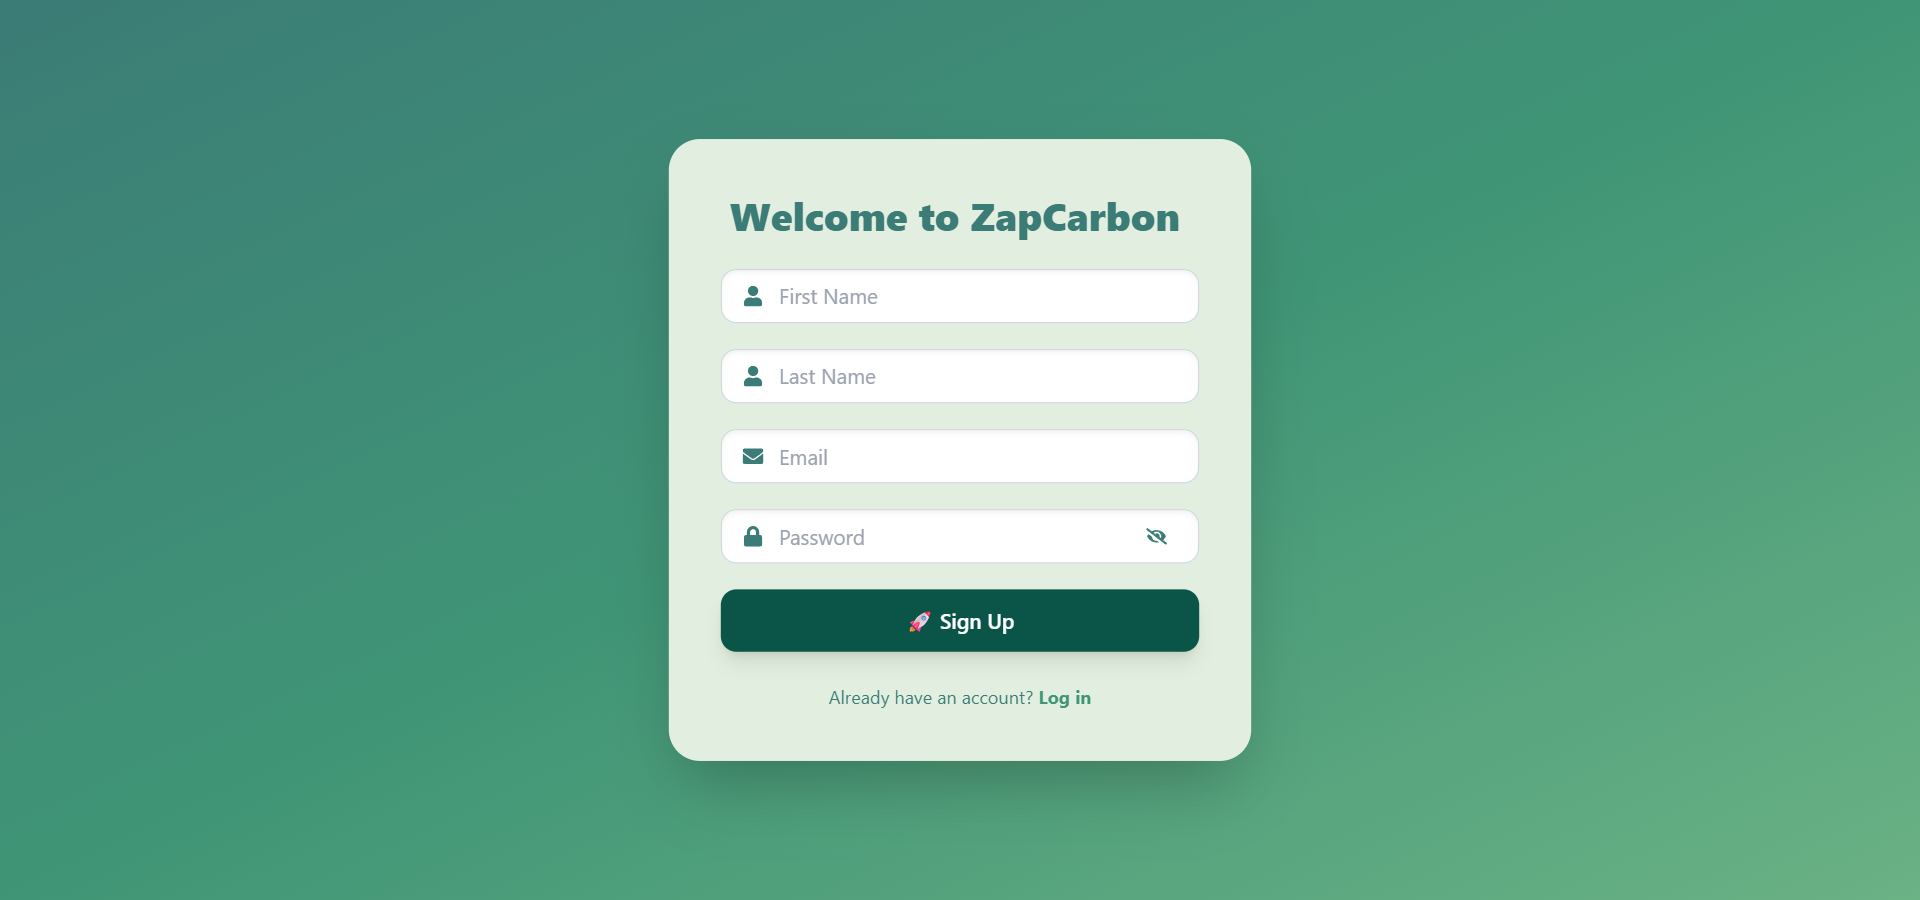 Welcome to ZapCarbon
First Name
Last Name
Email
Password
🚀 Sign Up
Already have an account? Log in